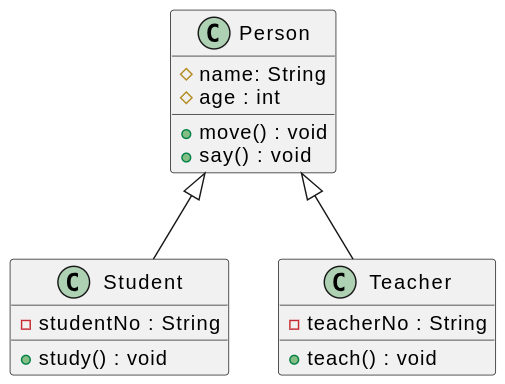 C Person
name: String
age : int
move() : void
say() : void
C Student
studentNo : String
study() : void
C Teacher
teacherNo : String
teach() : void